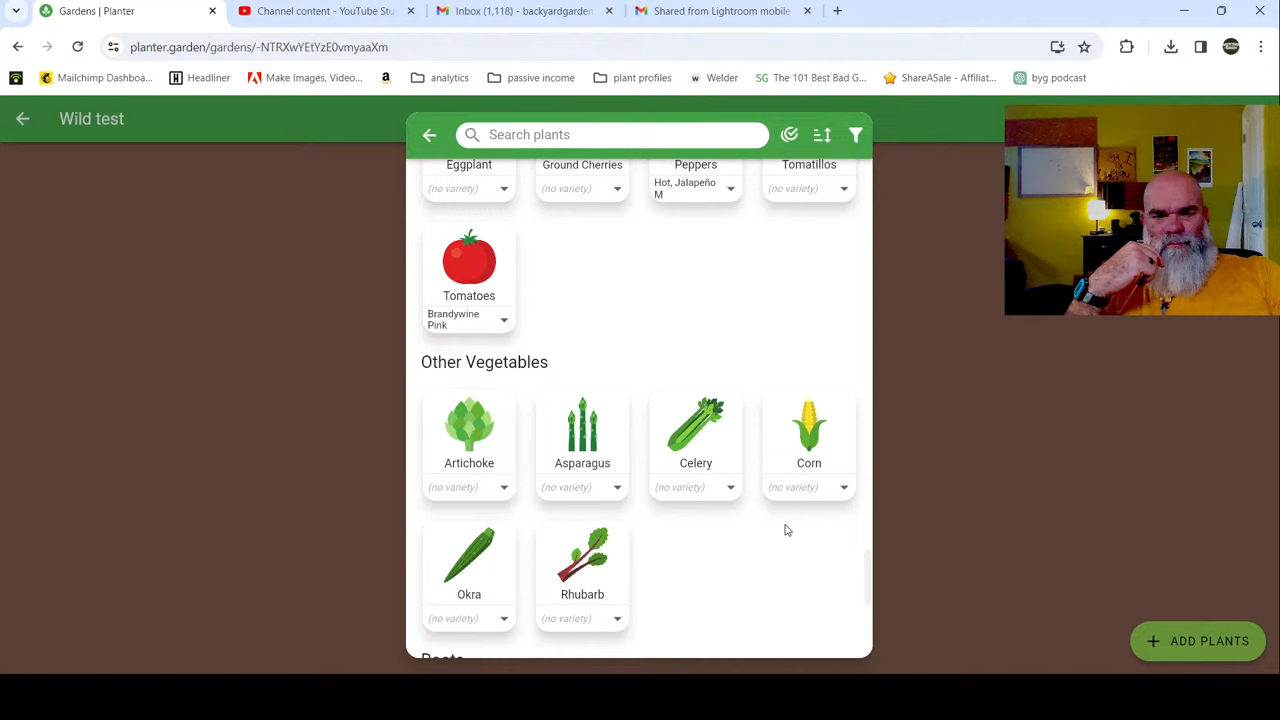 Gardens | Planter
Channel content - YouTube Stu
Inbox (1,118) - backyardgarden
Shared from Lightroom mobile
planter.garden/gardens/-NTRXwYEtYzE0vmyaaXm
Mailchimp Dashboa...
Headliner
Make Images, Video...
analytics
passive income
plant profiles
Welder
SG The 101 Best Bad G...
ShareASale - Affiliat...
byg podcast
Wild test
Search plants
Eggplant
Ground Cherries
Peppers
Tomatillos
(no variety)
(no variety)
Hot, Jalapeño
M
(no variety)
Tomatoes
Brandywine
Pink
Other Vegetables
Artichoke
Asparagus
Celery
Corn
(no variety)
(no variety)
(no variety)
(no variety)
Okra
Rhubarb
(no variety)
(no variety)
ADD PLANTS